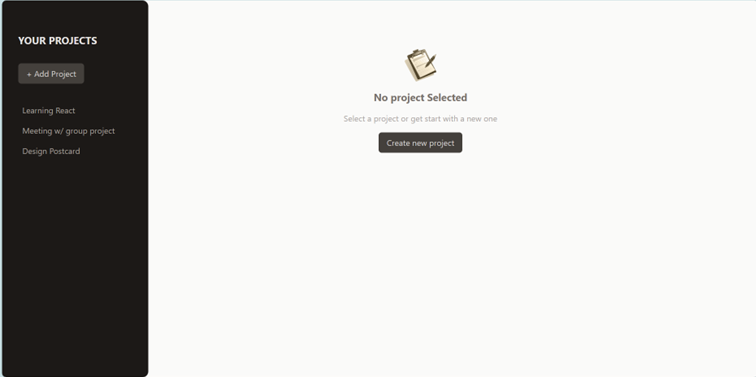 YOUR PROJECTS
+ Add Project
Learning React
Meeting w/ group project
Design Postcard
No project Selected
Select a project or get start with a new one
Create new project